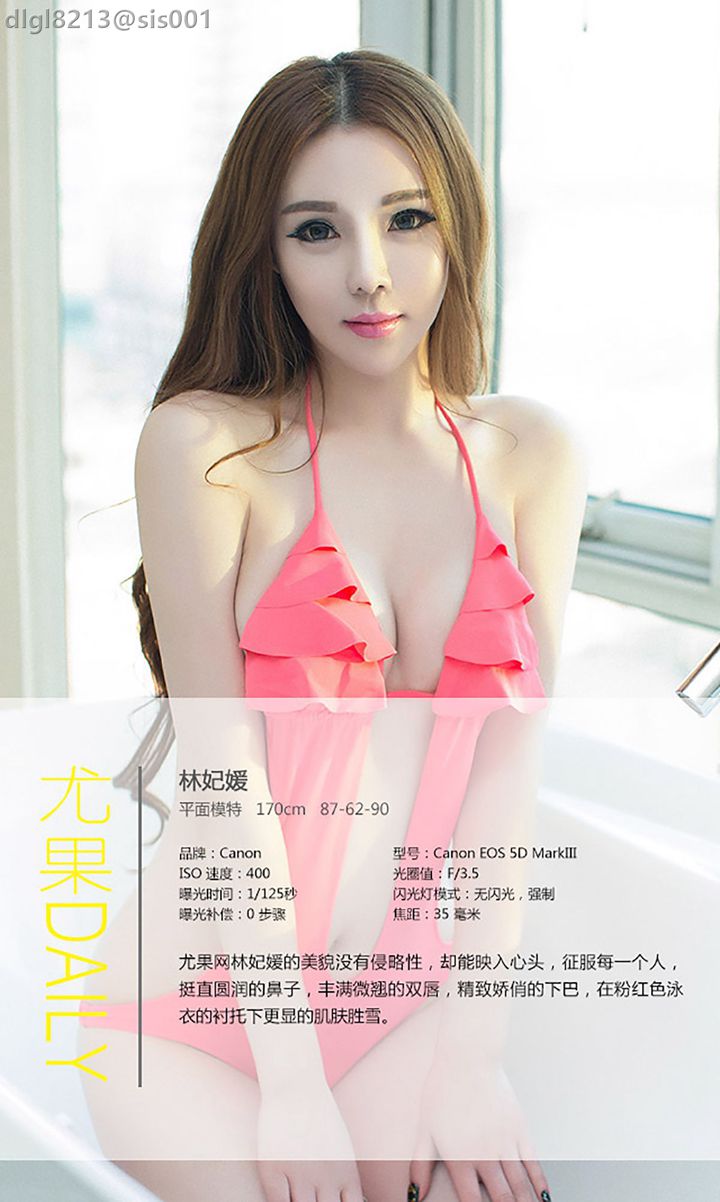 dlgl8213@sis001
尤果DAILY
林妃媛
平面模特 170cm 87-62-90
品牌：Canon
型号：Canon EOS 5D MarkIII
ISO 速度：400
光圈值：F/3.5
曝光时间：1/125秒
闪光灯模式：无闪光，强制
曝光补偿：0 步骤
焦距：35 毫米
尤果网林妃媛的美貌没有侵略性，却能映入心头，征服每一个人，
挺直圆润的鼻子，丰满微翘的双唇，精致娇俏的下巴，在粉红色泳
衣的衬托下更显的肌肤胜雪。